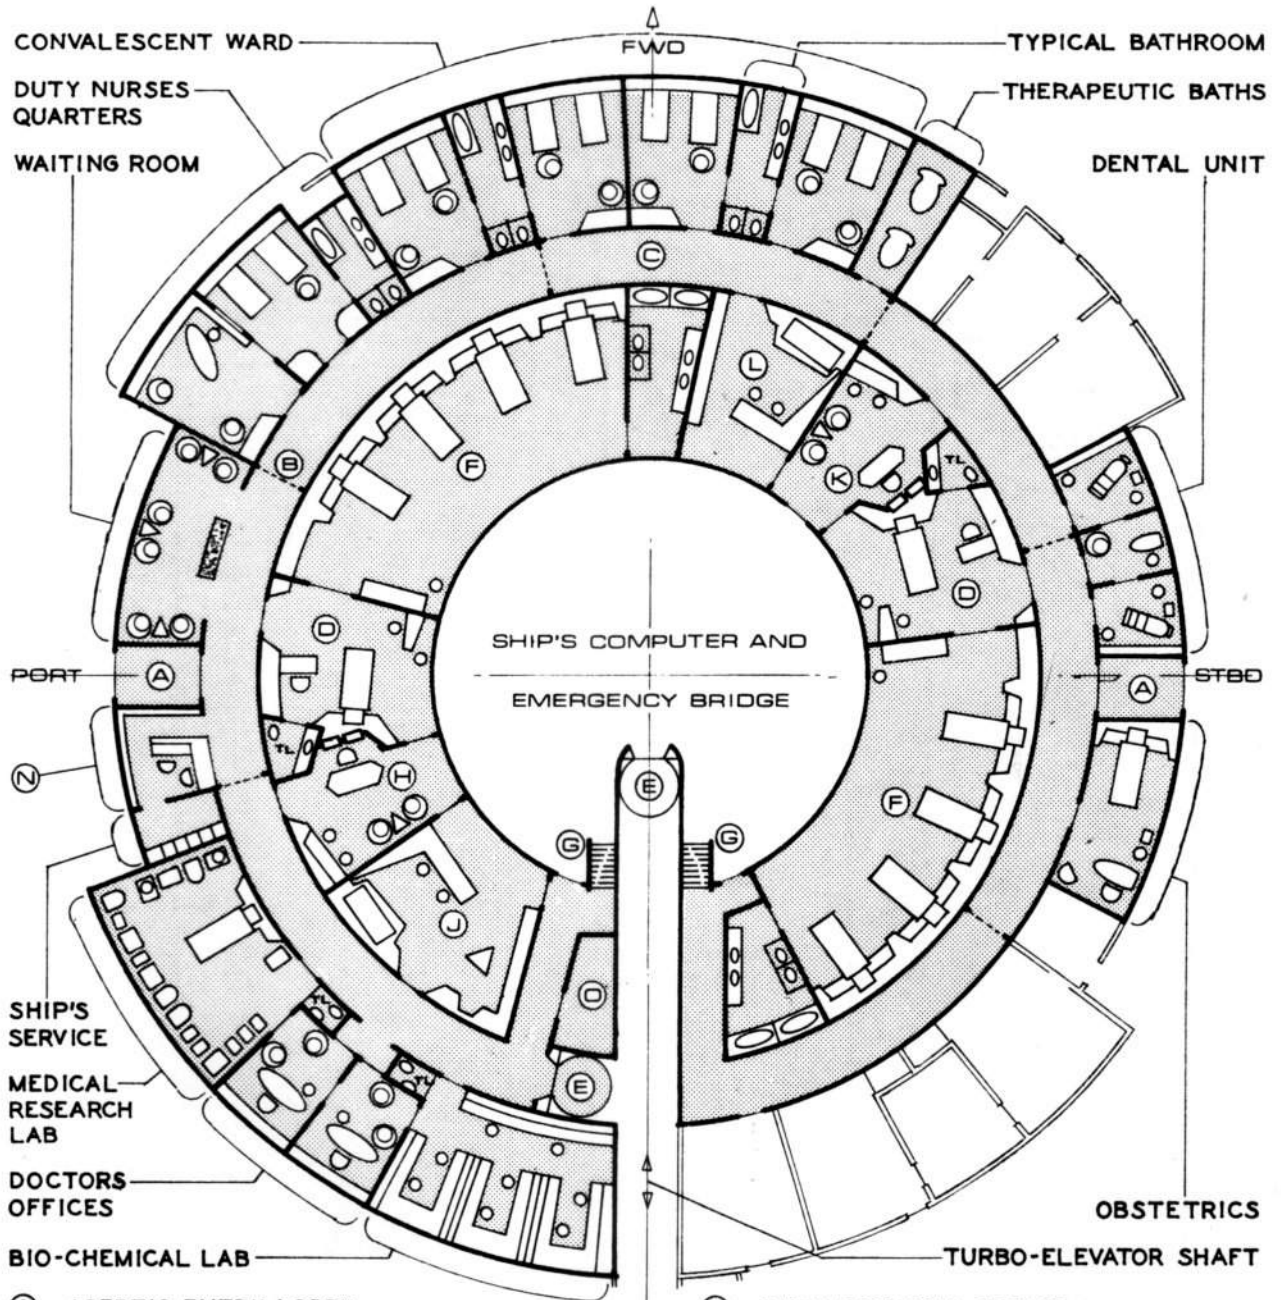 FWD
CONVALESCENT WARD
TYPICAL BATHROOM
DUTY NURSES
QUARTERS
THERAPEUTIC BATHS
WAITING ROOM
DENTAL UNIT
C
L
B
F
K
TL
D
D
SHIP'S COMPUTER AND
EMERGENCY BRIDGE
PORT
A
A
STBD
N
TL
H
E
F
G
G
J
O
SHIP'S
SERVICE
TL
MEDICAL
RESEARCH
LAB
E
TL
DOCTORS
OFFICES
OBSTETRICS
BIO-CHEMICAL LAB
TURBO-ELEVATOR SHAFT